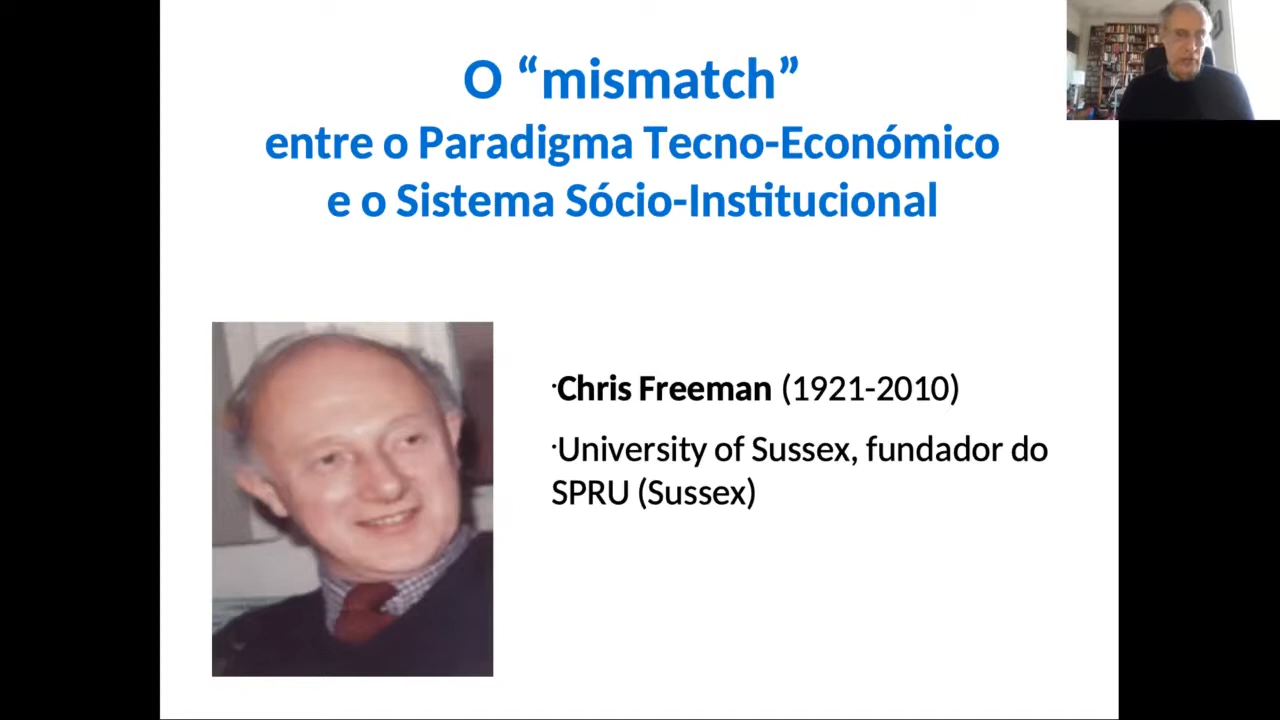 O “mismatch”
entre o Paradigma Tecno-Económico
e o Sistema Sócio-Institucional
·Chris Freeman (1921-2010)
·University of Sussex, fundador do
SPRU (Sussex)